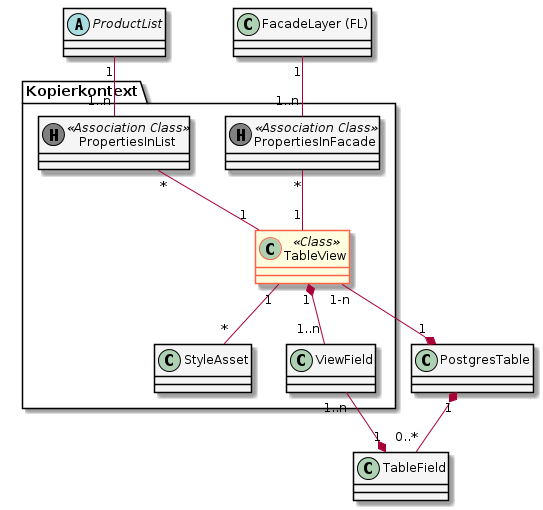 A ProductList
C FacadeLayer (FL)
1
1
Kopierkontext
1..n
1..n
H «Association Class»
PropertiesInList
H «Association Class»
PropertiesInFacade
*
*
1
1
C «Class»
TableView
1
1
1-n
*
1..n
1
C StyleAsset
C ViewField
C PostgresTable
1..n
1
1
0..*
C TableField